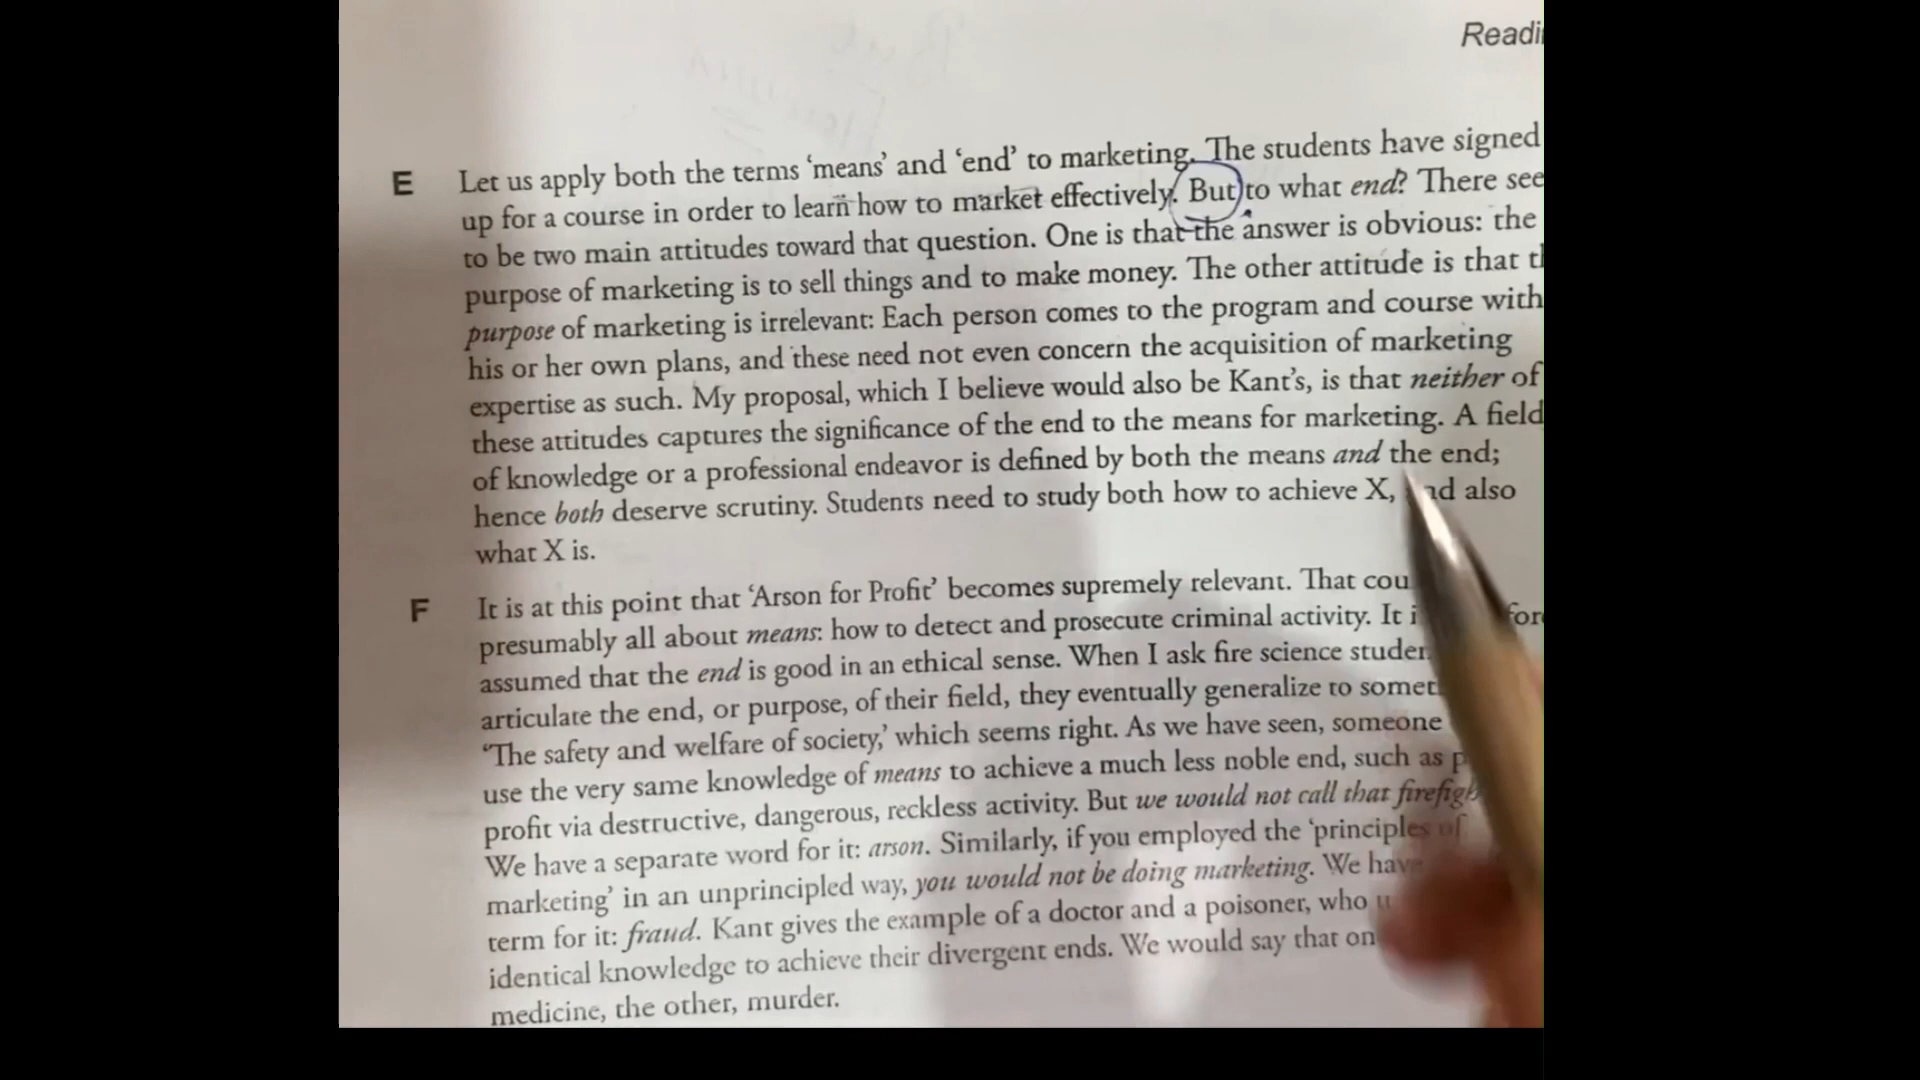 Readi
E Let us apply both the terms ‘means’ and ‘end’ to marketing. The students have signed
up for a course in order to learn how to market effectively. But to what end? There see
to be two main attitudes toward that question. One is that the answer is obvious: the
purpose of marketing is to sell things and to make money. The other attitude is that t
purpose of marketing is irrelevant: Each person comes to the program and course with
his or her own plans, and these need not even concern the acquisition of marketing
expertise as such. My proposal, which I believe would also be Kant’s, is that neither of
these attitudes captures the significance of the end to the means for marketing. A field
of knowledge or a professional endeavor is defined by both the means and the end;
hence both deserve scrutiny. Students need to study both how to achieve X, and also
what X is.
F It is at this point that ‘Arson for Profit’ becomes supremely relevant. That cou
presumably all about means: how to detect and prosecute criminal activity. It i for
assumed that the end is good in an ethical sense. When I ask fire science studen
articulate the end, or purpose, of their field, they eventually generalize to somet
‘The safety and welfare of society,’ which seems right. As we have seen, someone
use the very same knowledge of means to achieve a much less noble end, such as p
profit via destructive, dangerous, reckless activity. But we would not call that firefigh
We have a separate word for it: arson. Similarly, if you employed the ‘principles of
marketing’ in an unprincipled way, you would not be doing marketing. We have
term for it: fraud. Kant gives the example of a doctor and a poisoner, who u
identical knowledge to achieve their divergent ends. We would say that on
medicine, the other, murder.